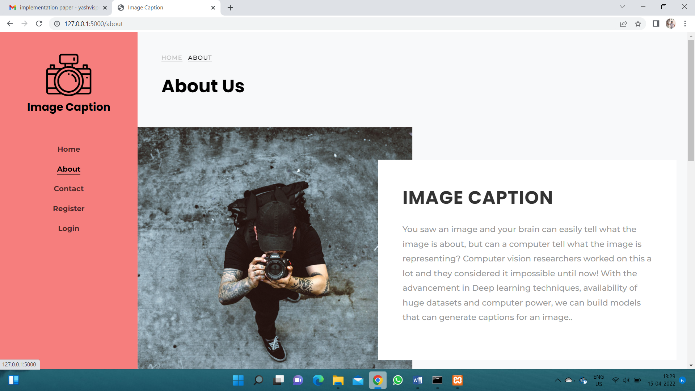 Implementation paper - yashvis
Image Caption
127.0.0.1:5000/about
Image Caption
Home
About
Contact
Register
Login
HOME ABOUT
About Us
IMAGE CAPTION
You saw an image and your brain can easily tell what the
image is about, but can a computer tell what the image is
representing? Computer vision researchers worked on this a
lot and they considered it impossible until now! With the
advancement in Deep learning techniques, availability of
huge datasets and computer power, we can build models
that can generate captions for an image..
127.0.0.1:5000
ENG
13:29